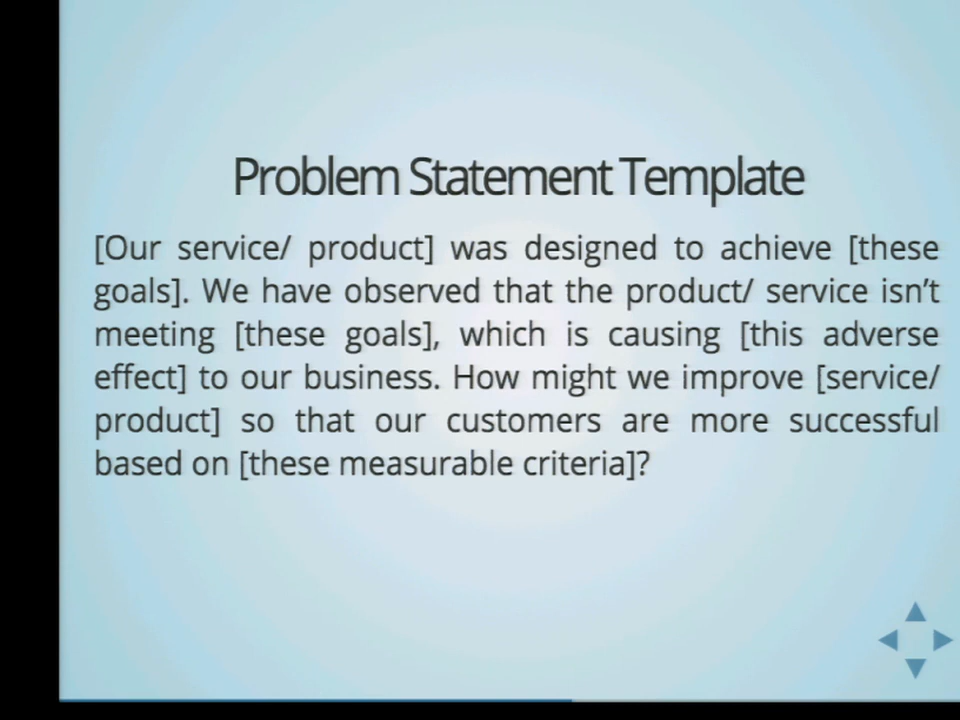 Problem Statement Template
[Our service/ product] was designed to achieve [these
goals]. We have observed that the product/ service isn’t
meeting [these goals], which is causing [this adverse
effect] to our business. How might we improve [service/
product] so that our customers are more successful
based on [these measurable criteria]?